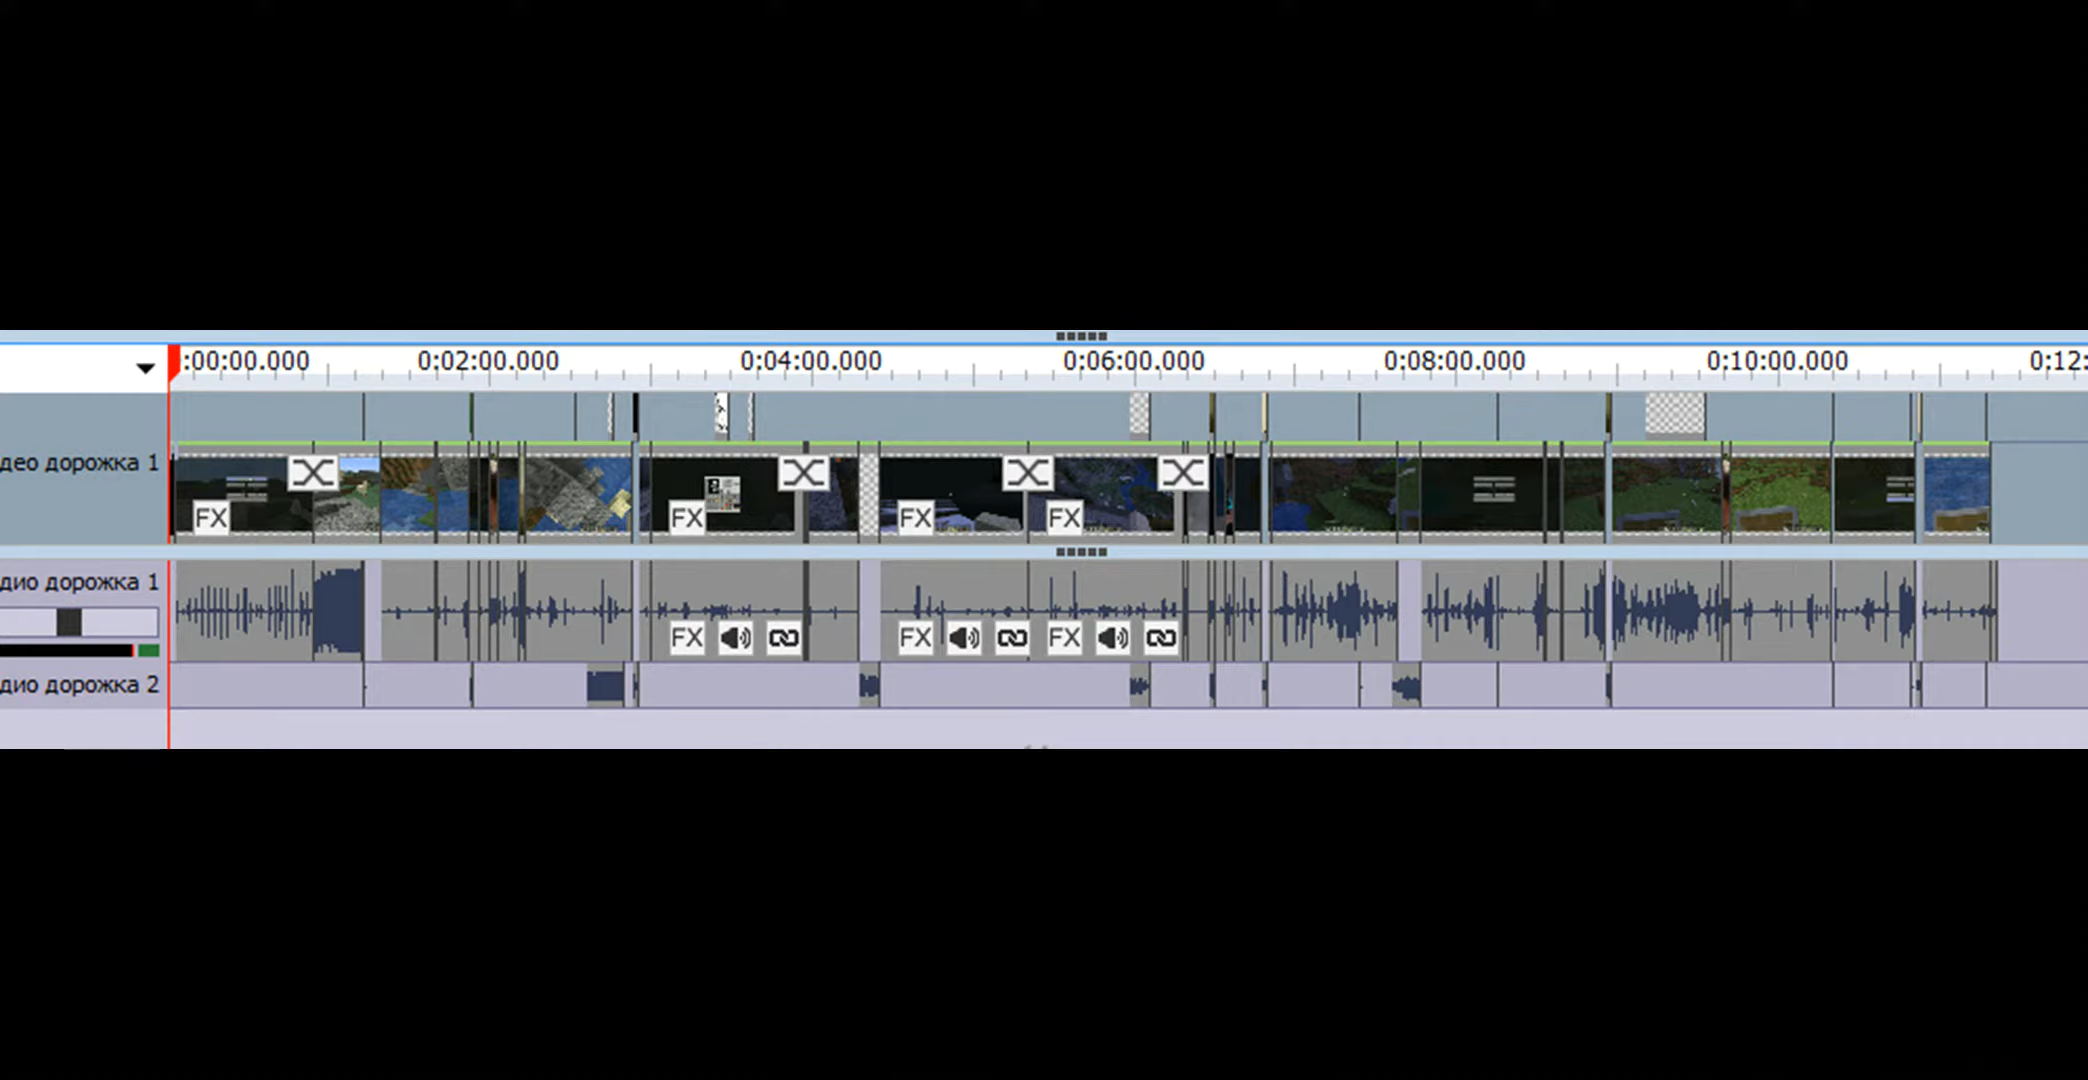 :00:00.000 0:02:00.000 0:04:00.000 0:06:00.000 0:08:00.000 0:10:00.000 0:12:
део дорожка 1
FX FX FX FX
дио дорожка 1
FX FX FX
дио дорожка 2